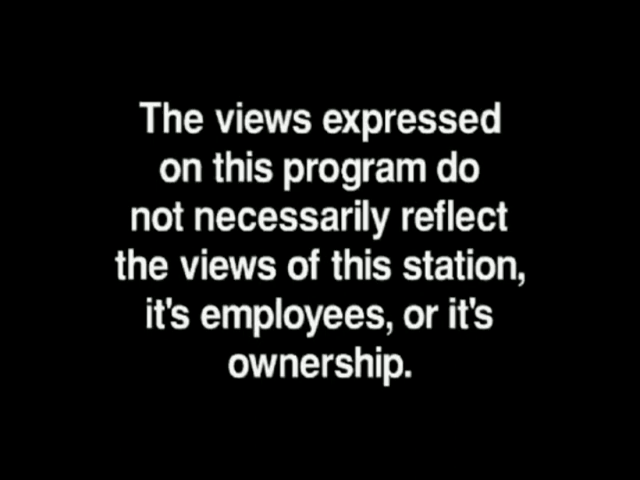 The views expressed
on this program do
not necessarily reflect
the views of this station,
it's employees, or it's
ownership.